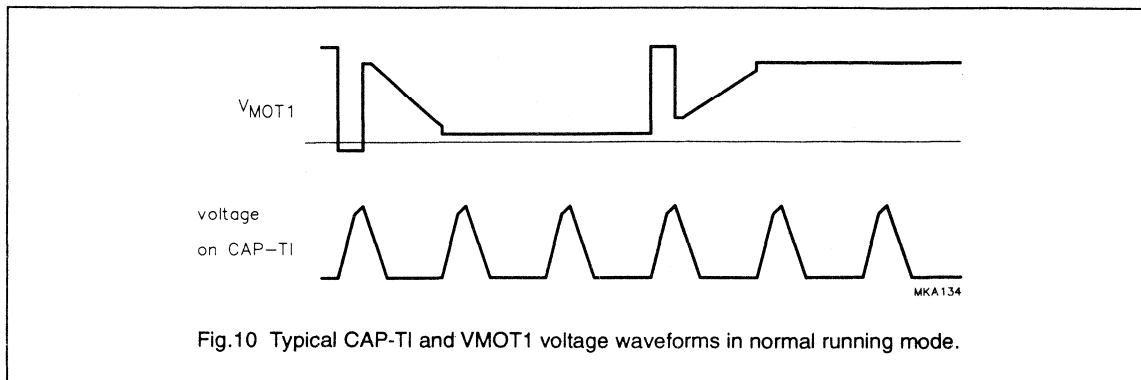 VMOT1
voltage
on CAP-TI
MKA134
Fig.10 Typical CAP-TI and VMOT1 voltage waveforms in normal running mode.